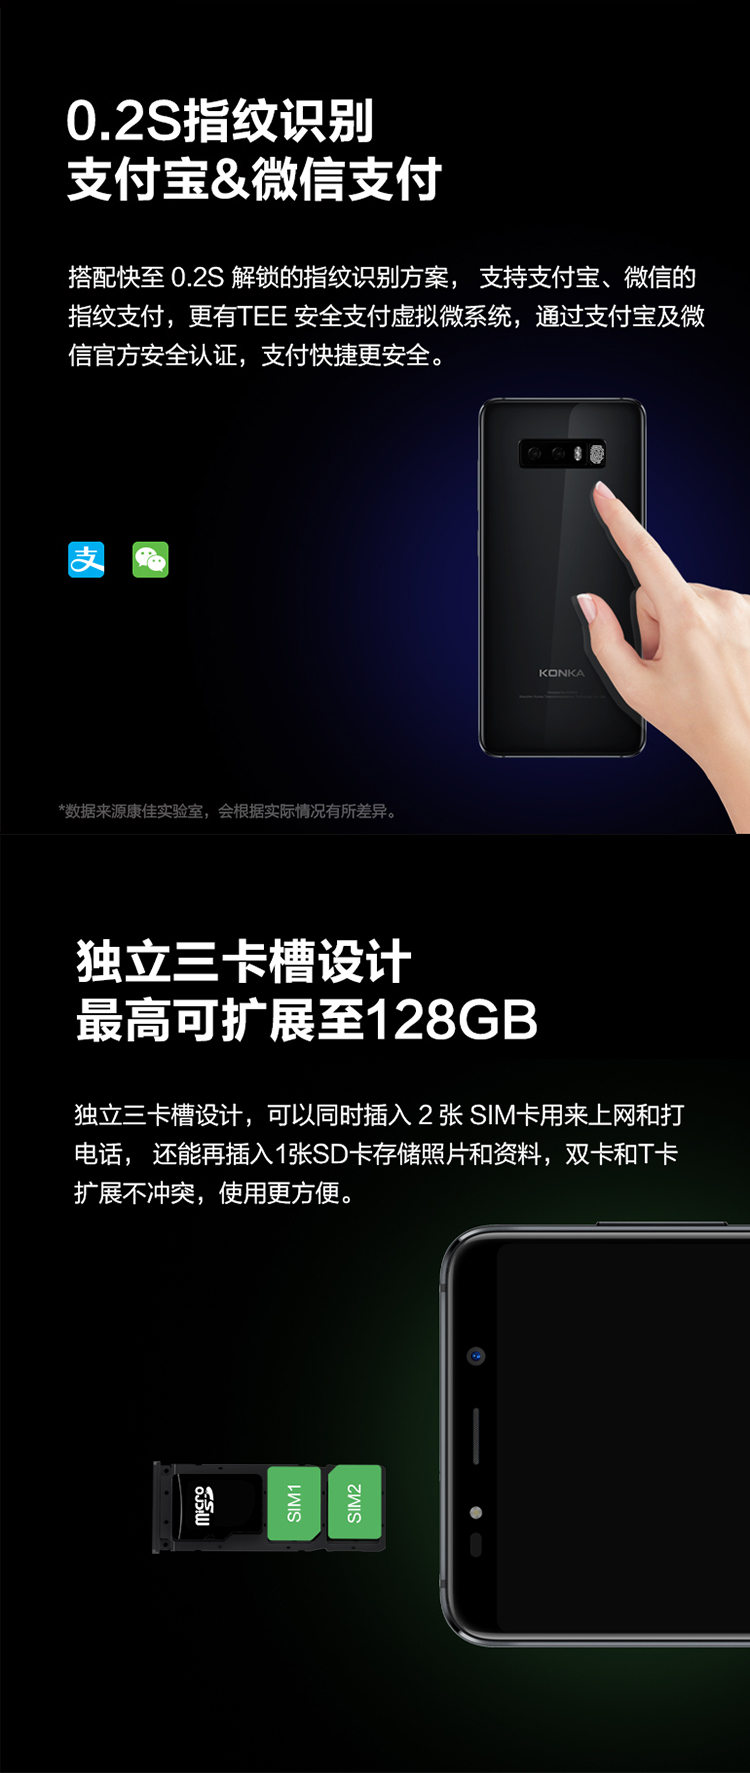 0.2S指纹识别
支付宝&微信支付
搭配快至 0.2S 解锁的指纹识别方案， 支持支付宝、微信的
指纹支付，更有TEE 安全支付虚拟微系统，通过支付宝及微
信官方安全认证，支付快捷更安全。
支
KONKA
*数据来源康佳实验室，会根据实际情况有所差异。
独立三卡槽设计
最高可扩展至128GB
独立三卡槽设计，可以同时插入 2 张 SIM卡用来上网和打
电话， 还能再插入1张SD卡存储照片和资料，双卡和T卡
扩展不冲突，使用更方便。
micro
SD
SIM1
SIM2